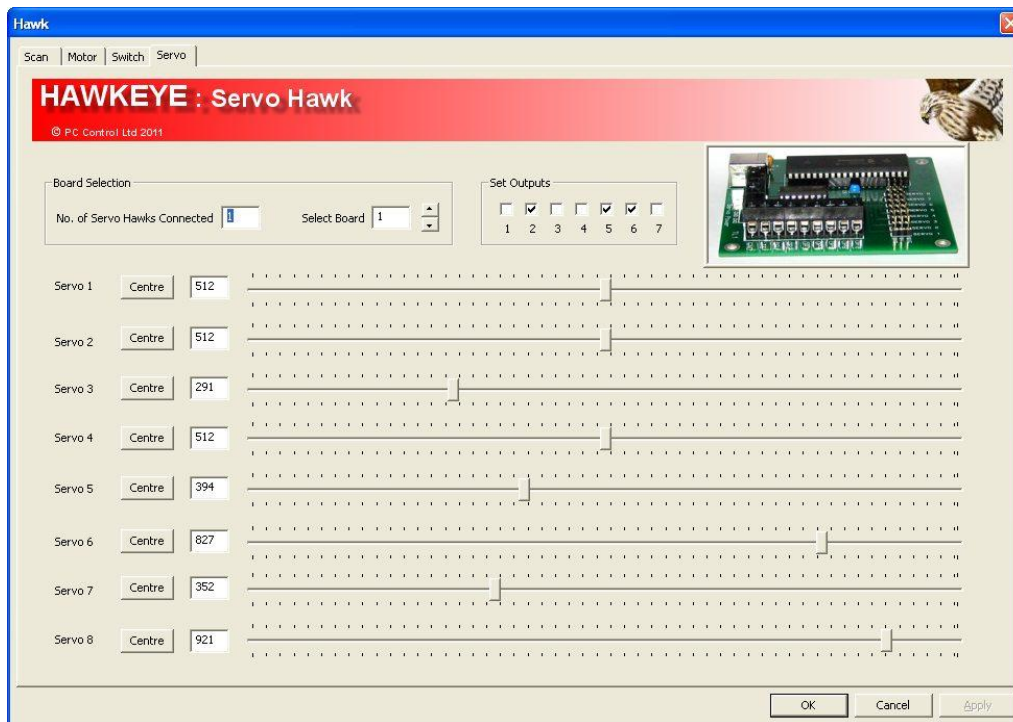 Hawk
Scan Motor Switch Servo
HAWKEYE : Servo Hawk
© PC Control Ltd 2011
Board Selection
No. of Servo Hawks Connected 1 Select Board 1
Set Outputs
1 2 3 4 5 6 7
Servo 1 Centre 512
Servo 2 Centre 512
Servo 3 Centre 291
Servo 4 Centre 512
Servo 5 Centre 394
Servo 6 Centre 827
Servo 7 Centre 352
Servo 8 Centre 921
OK Cancel Apply